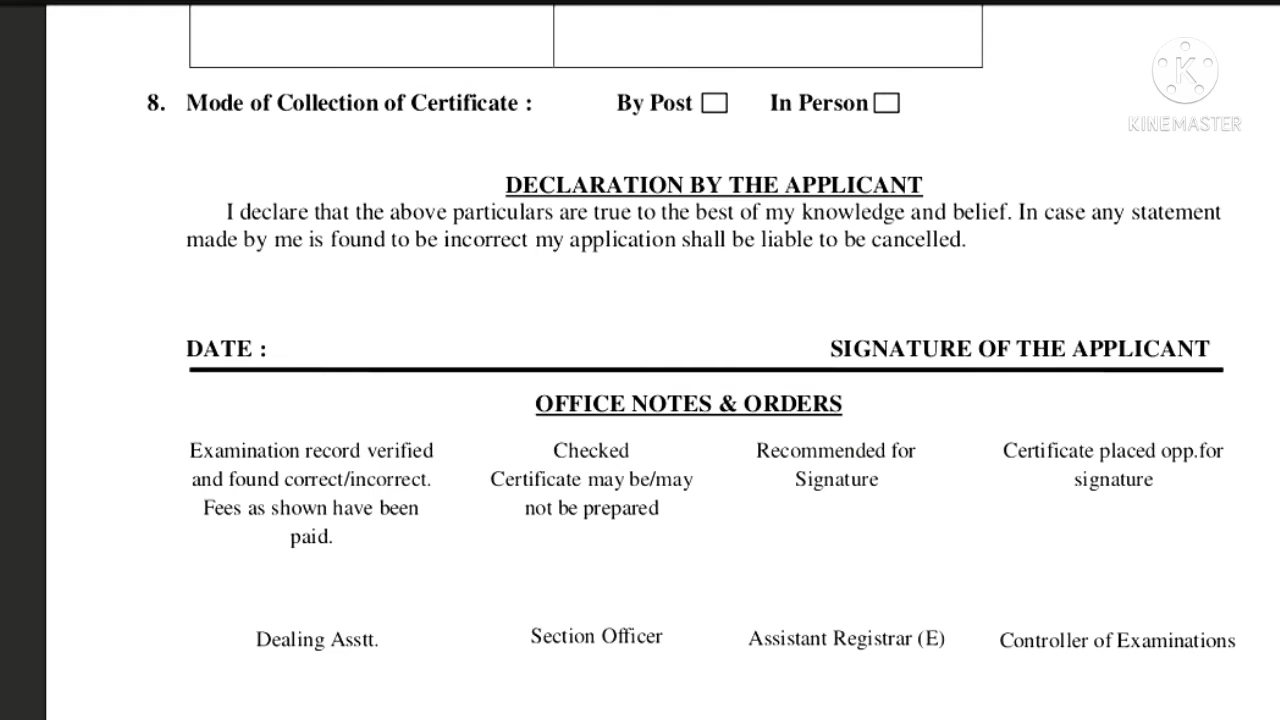 8. Mode of Collection of Certificate : By Post In Person
KINEMASTER
DECLARATION BY THE APPLICANT
I declare that the above particulars are true to the best of my knowledge and belief. In case any statement
made by me is found to be incorrect my application shall be liable to be cancelled.
DATE : SIGNATURE OF THE APPLICANT
OFFICE NOTES & ORDERS
Examination record verified
and found correct/incorrect.
Fees as shown have been
paid.
Checked
Certificate may be/may
not be prepared
Recommended for
Signature
Certificate placed opp.for
signature
Dealing Asstt.
Section Officer
Assistant Registrar (E)
Controller of Examinations